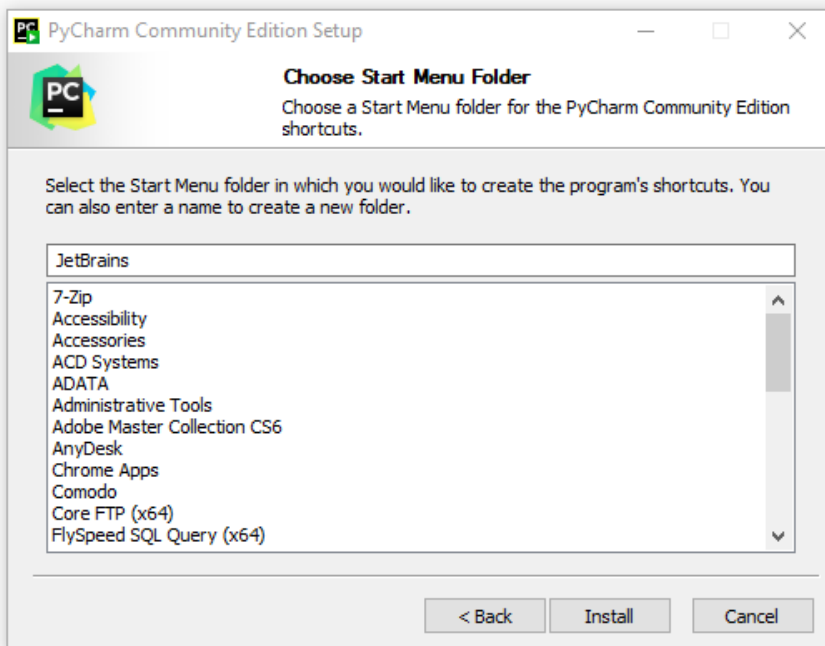 PyCharm Community Edition Setup
PC
Choose Start Menu Folder
Choose a Start Menu folder for the PyCharm Community Edition
shortcuts.
Select the Start Menu folder in which you would like to create the program's shortcuts. You
can also enter a name to create a new folder.
JetBrains
7-Zip
Accessibility
Accessories
ACD Systems
ADATA
Administrative Tools
Adobe Master Collection CS6
AnyDesk
Chrome Apps
Comodo
Core FTP (x64)
FlySpeed SQL Query (x64)
< Back
Install
Cancel